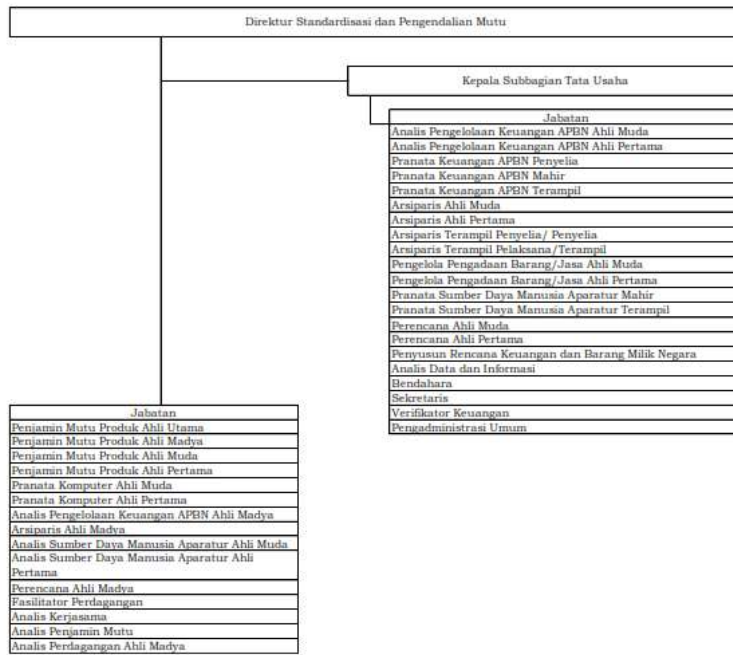 Direktur Standardisasi dan Pengendalian Mutu
Kepala Subbagian Tata Usaha
Jabatan
Analis Pengelolaan Keuangan APBN Ahli Muda
Analis Pengelolaan Keuangan APBN Ahli Pertama
Pranata Keuangan APBN Penyelia
Pranata Keuangan APBN Mahir
Pranata Keuangan APBN Terampil
Arsiparis Ahli Muda
Arsiparis Ahli Pertama
Arsiparis Terampil Penyelia/ Penyelia
Arsiparis Terampil Pelaksana/Terampil
Pengelola Pengadaan Barang/Jasa Ahli Muda
Pengelola Pengadaan Barang/Jasa Ahli Pertama
Pranata Sumber Daya Manusia Aparatur Mahir
Pranata Sumber Daya Manusia Aparatur Terampil
Perencana Ahli Muda
Perencana Ahli Pertama
Penyusun Rencana Keuangan dan Barang Milik Negara
Analis Data dan Informasi
Bendahara
Sekretaris
Verifikator Keuangan
Pengadministrasi Umum
Jabatan
Penjamin Mutu Produk Ahli Utama
Penjamin Mutu Produk Ahli Madya
Penjamin Mutu Produk Ahli Muda
Penjamin Mutu Produk Ahli Pertama
Pranata Komputer Ahli Muda
Pranata Komputer Ahli Pertama
Analis Pengelolaan Keuangan APBN Ahli Madya
Arsiparis Ahli Madya
Analis Sumber Daya Manusia Aparatur Ahli Muda
Analis Sumber Daya Manusia Aparatur Ahli
Pertama
Perencana Ahli Madya
Fasilitator Perdagangan
Analis Kerjasama
Analis Penjamin Mutu
Analis Perdagangan Ahli Madya